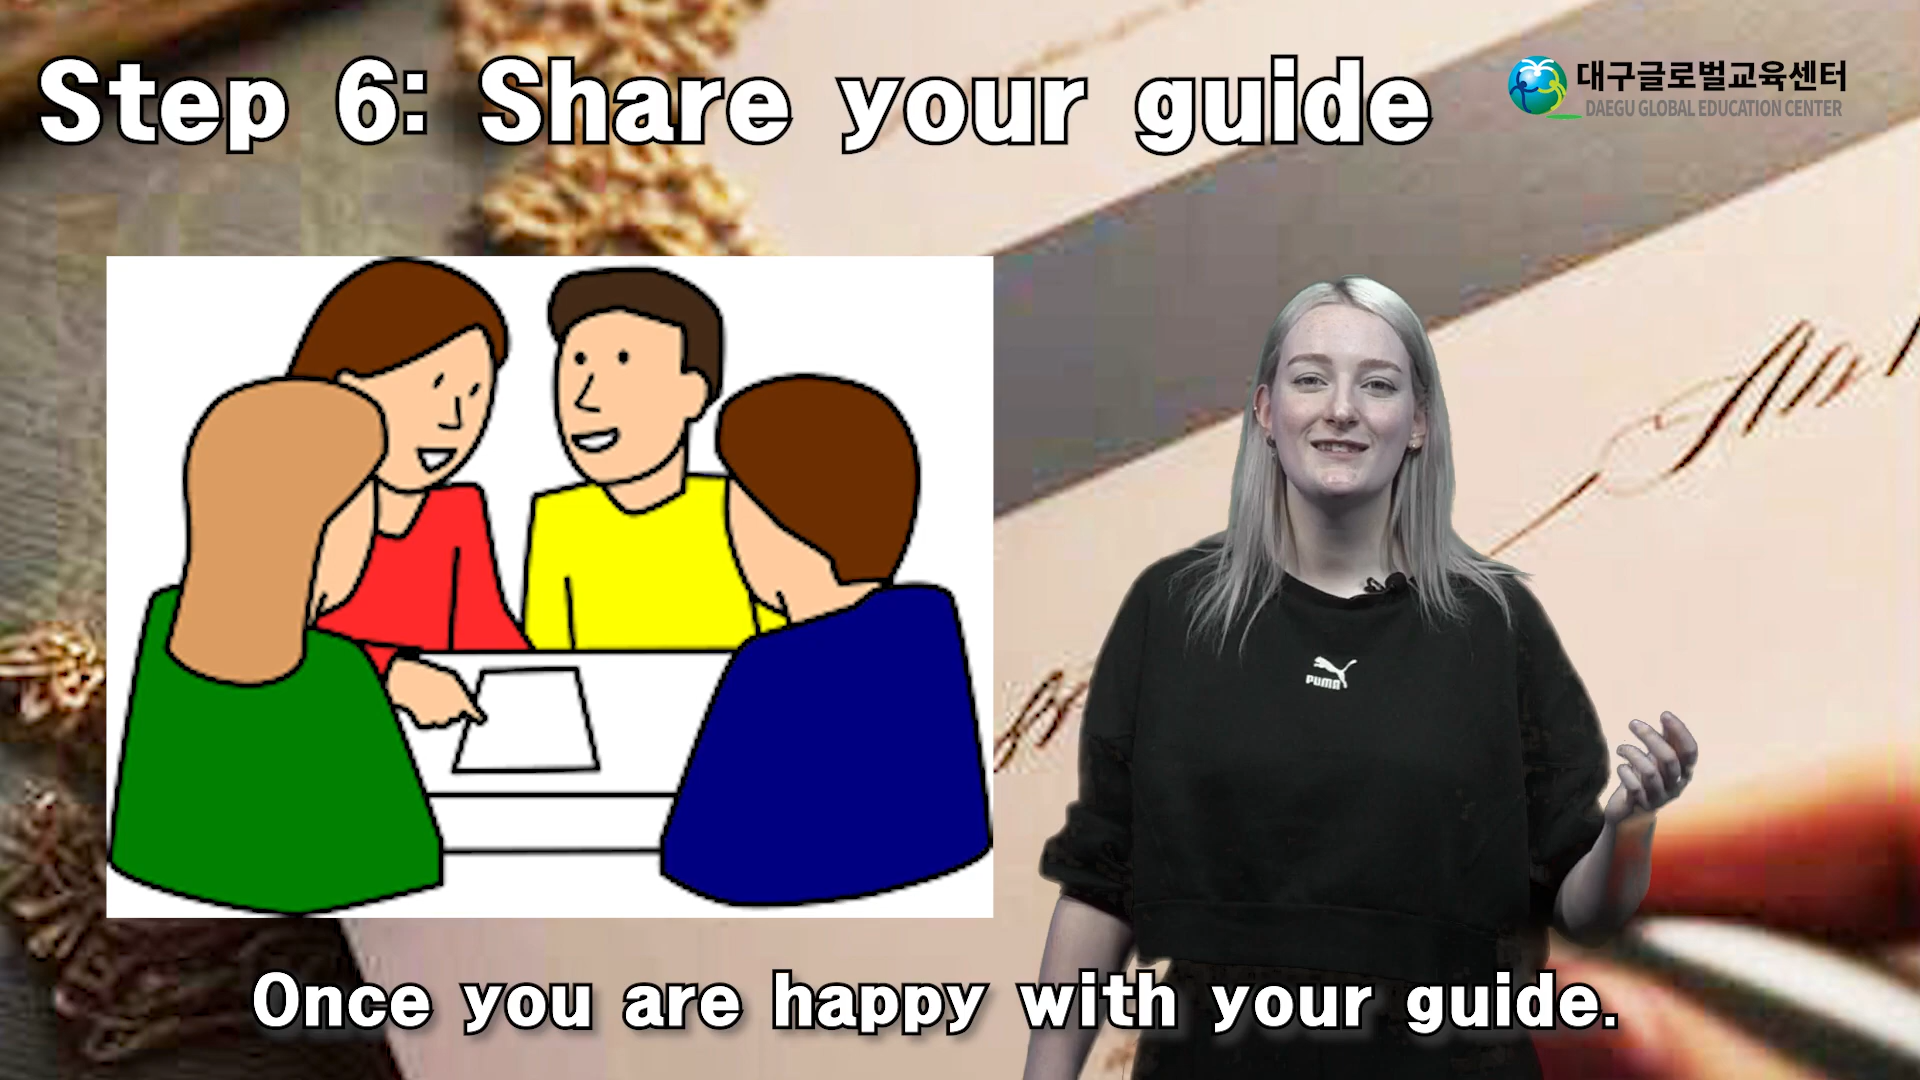 Step 6: Share your guide
대구글로벌교육센터
DAEGU GLOBAL EDUCATION CENTER
PUMA
Once you are happy with your guide.